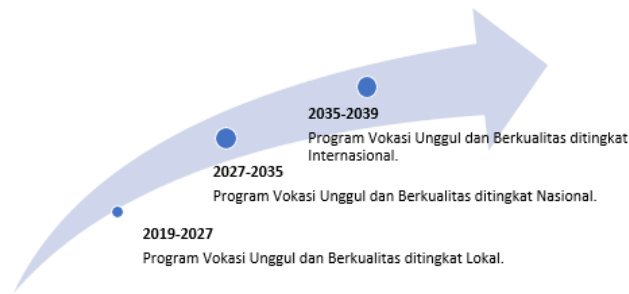 2035-2039
Program Vokasi Unggul dan Berkualitas ditingkat
Internasional.
2027-2035
Program Vokasi Unggul dan Berkualitas ditingkat Nasional.
2019-2027
Program Vokasi Unggul dan Berkualitas ditingkat Lokal.